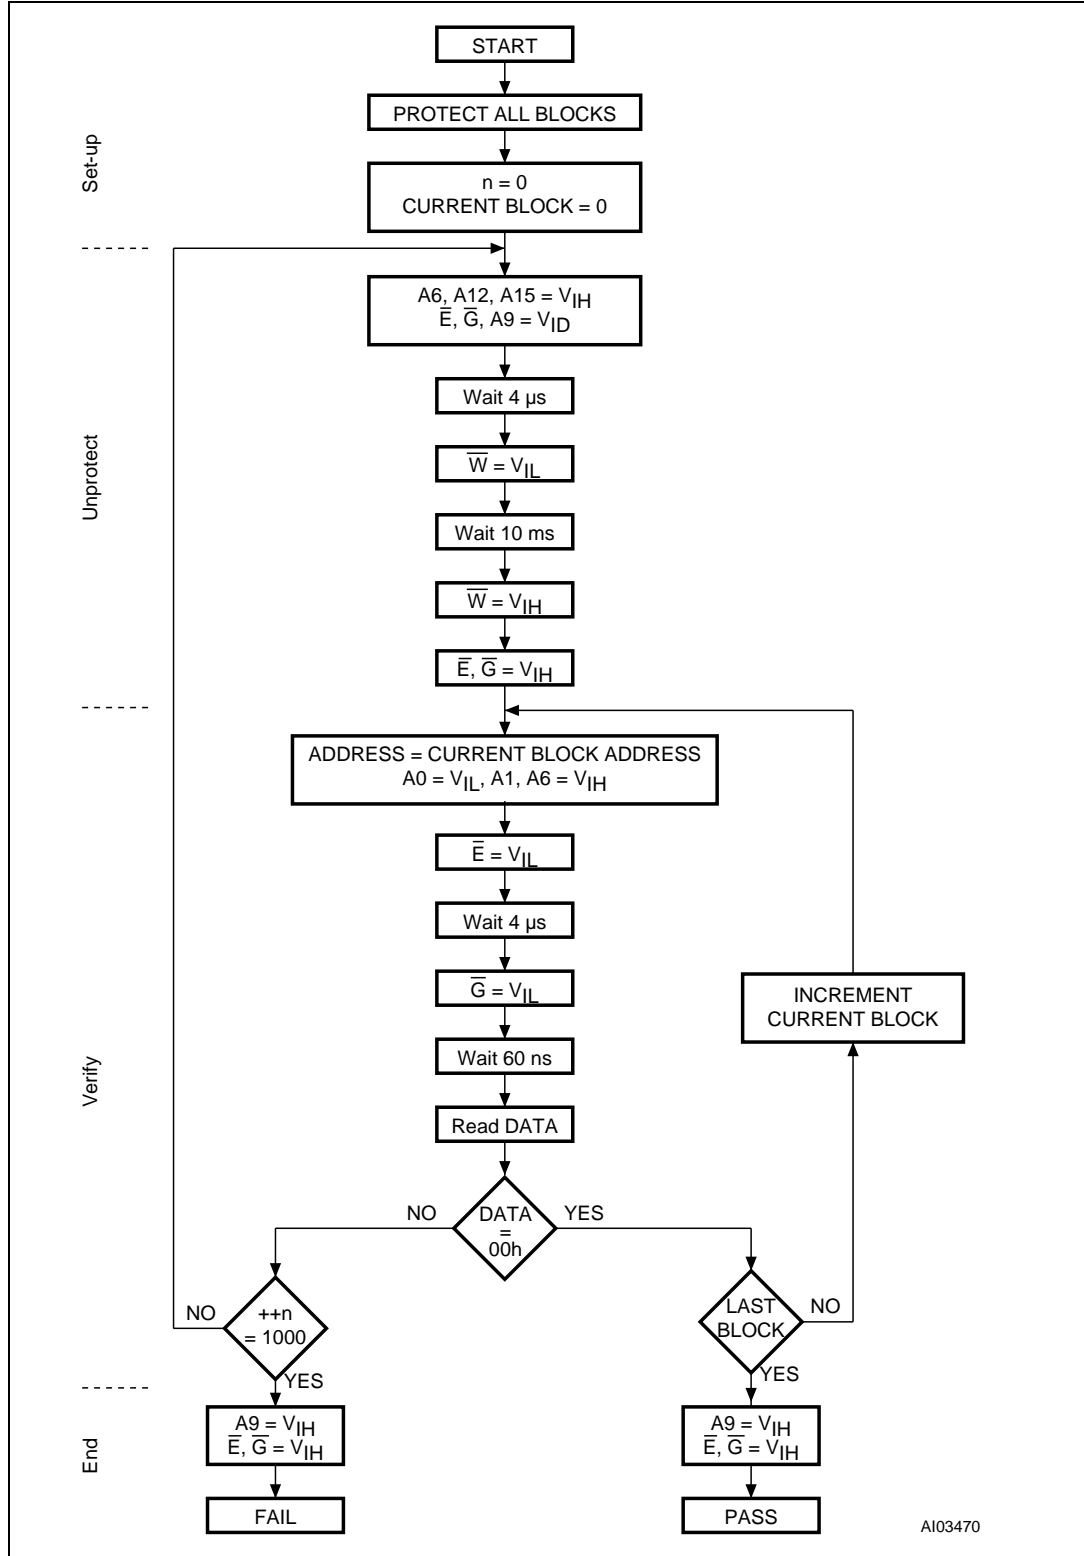 START
PROTECT ALL BLOCKS
Set-up
n = 0
CURRENT BLOCK = 0
A6, A12, A15 = VIH
E̅, G̅, A9 = VID
Wait 4 µs
W̅ = VIL
Unprotect
Wait 10 ms
W̅ = VIH
E̅, G̅ = VIH
ADDRESS = CURRENT BLOCK ADDRESS
A0 = VIL, A1, A6 = VIH
E̅ = VIL
Wait 4 µs
G̅ = VIL
INCREMENT
CURRENT BLOCK
Wait 60 ns
Verify
Read DATA
NO
DATA
=
00h
YES
NO
++n
= 1000
YES
LAST
BLOCK
NO
YES
End
A9 = VIH
E̅, G̅ = VIH
A9 = VIH
E̅, G̅ = VIH
FAIL
PASS
AI03470